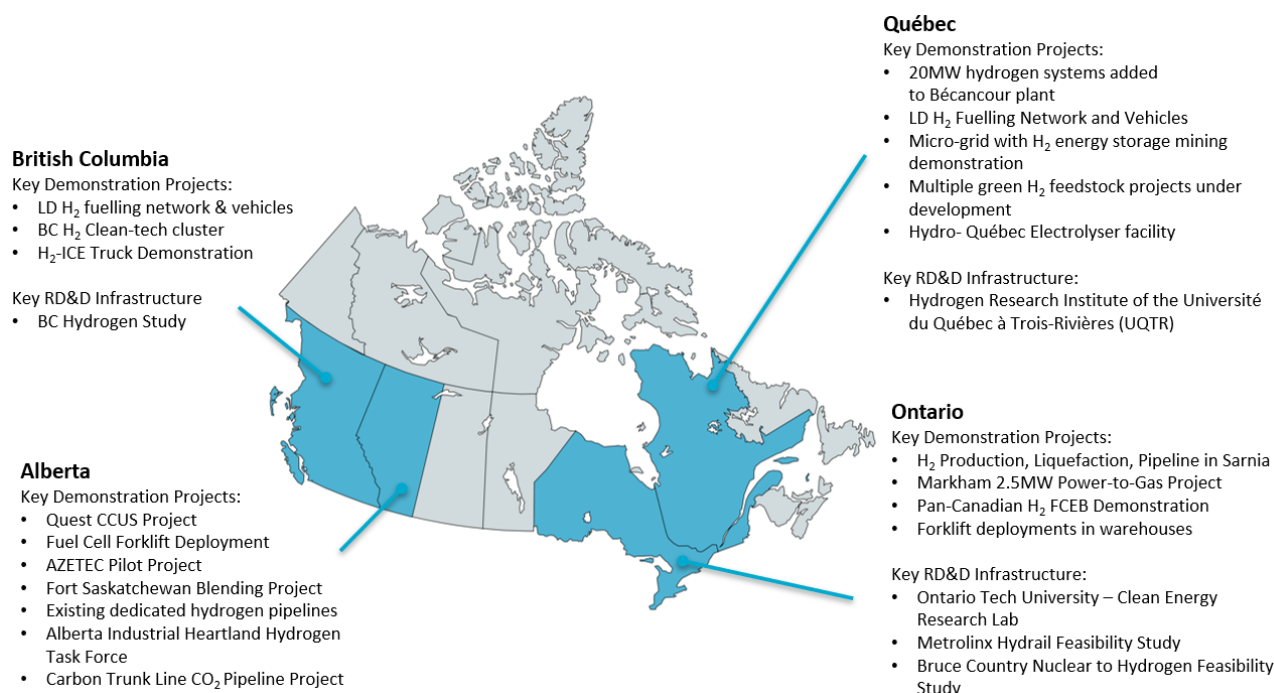 British Columbia
Key Demonstration Projects:
• LD H₂ fuelling network & vehicles
• BC H₂ Clean-tech cluster
• H₂-ICE Truck Demonstration
Key RD&D Infrastructure
• BC Hydrogen Study
Alberta
Key Demonstration Projects:
• Quest CCUS Project
• Fuel Cell Forklift Deployment
• AZETEC Pilot Project
• Fort Saskatchewan Blending Project
• Existing dedicated hydrogen pipelines
• Alberta Industrial Heartland Hydrogen
Task Force
• Carbon Trunk Line CO₂ Pipeline Project
Québec
Key Demonstration Projects:
• 20MW hydrogen systems added
to Bécancour plant
• LD H₂ Fuelling Network and Vehicles
• Micro-grid with H₂ energy storage mining
demonstration
• Multiple green H₂ feedstock projects under
development
• Hydro- Québec Electrolyser facility
Key RD&D Infrastructure:
• Hydrogen Research Institute of the Université
du Québec à Trois-Rivières (UQTR)
Ontario
Key Demonstration Projects:
• H₂ Production, Liquefaction, Pipeline in Sarnia
• Markham 2.5MW Power-to-Gas Project
• Pan-Canadian H₂ FCEB Demonstration
• Forklift deployments in warehouses
Key RD&D Infrastructure:
• Ontario Tech University – Clean Energy
Research Lab
• Metrolinx Hydrail Feasibility Study
• Bruce Country Nuclear to Hydrogen Feasibility
Study